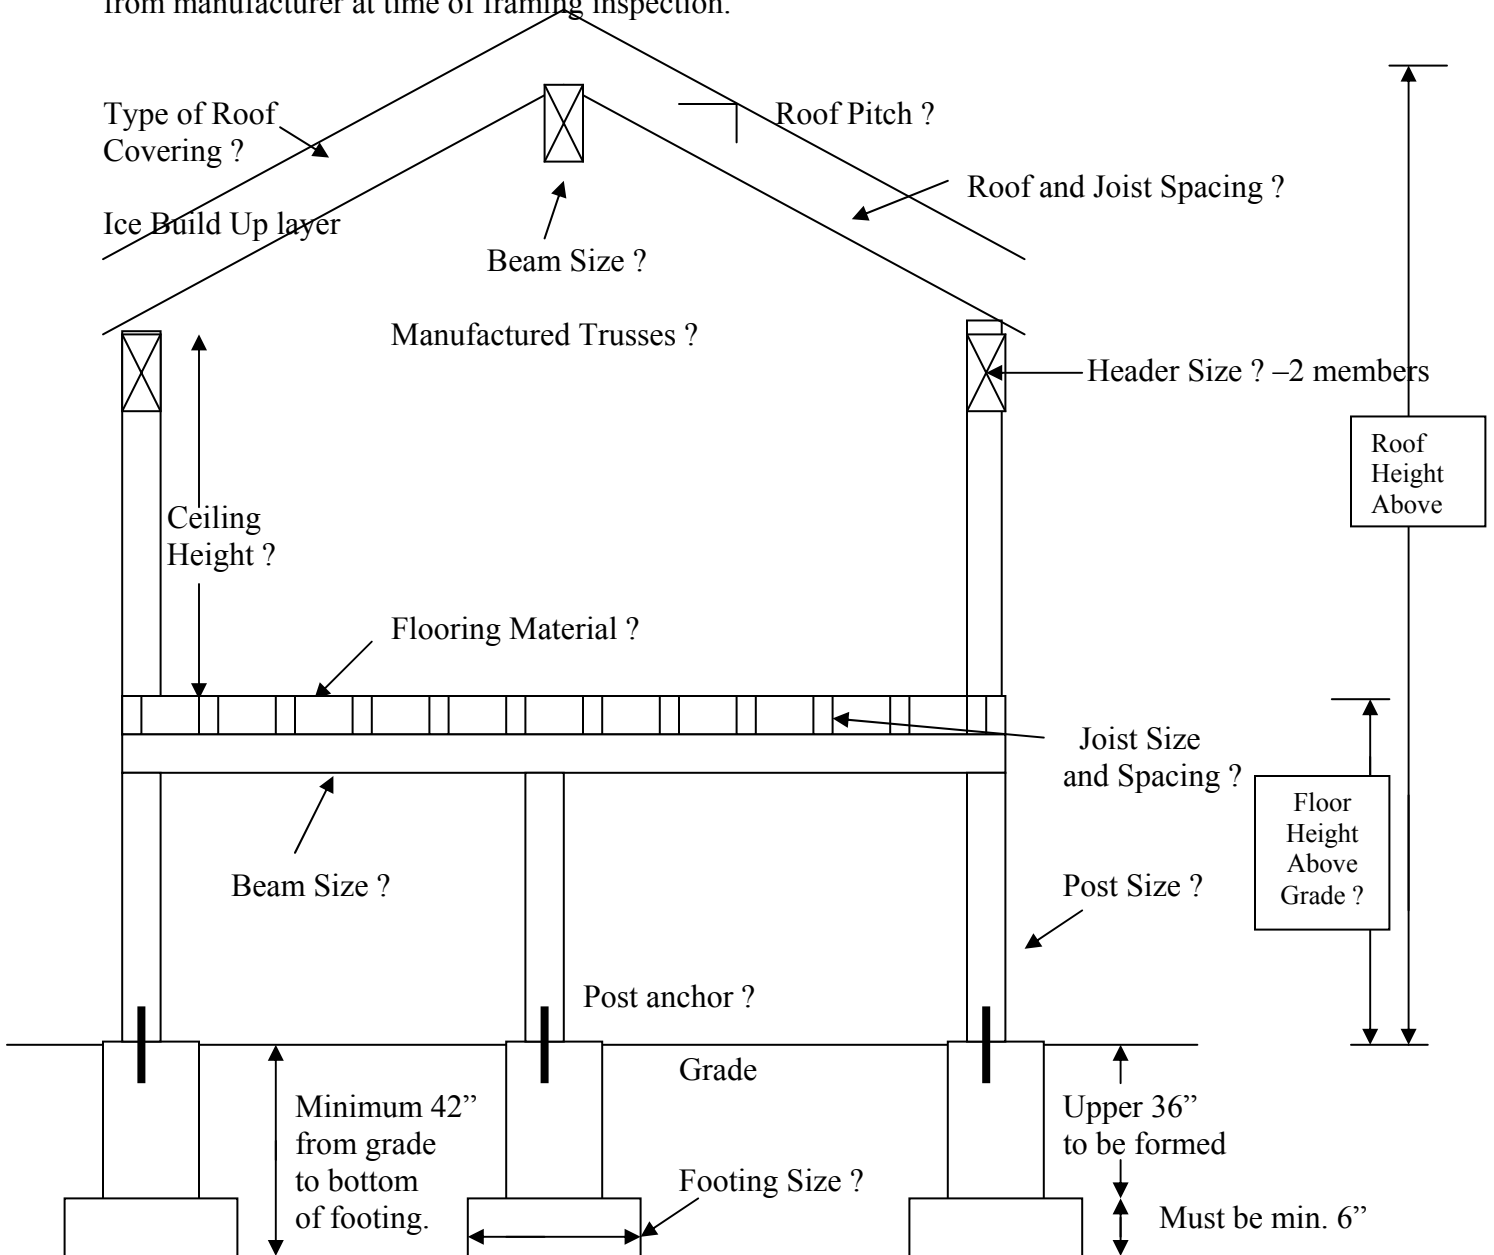 from manufacturer at time of framing inspection.
Type of Roof
Covering ?
Roof Pitch ?
Roof and Joist Spacing ?
Ice Build Up layer
Beam Size ?
Manufactured Trusses ?
Header Size ? –2 members
Roof
Height
Above
Ceiling
Height ?
Flooring Material ?
Joist Size
and Spacing ?
Floor
Height
Above
Grade ?
Beam Size ?
Post Size ?
Post anchor ?
Grade
Minimum 42”
from grade
to bottom
of footing.
Upper 36”
to be formed
Footing Size ?
Must be min. 6”